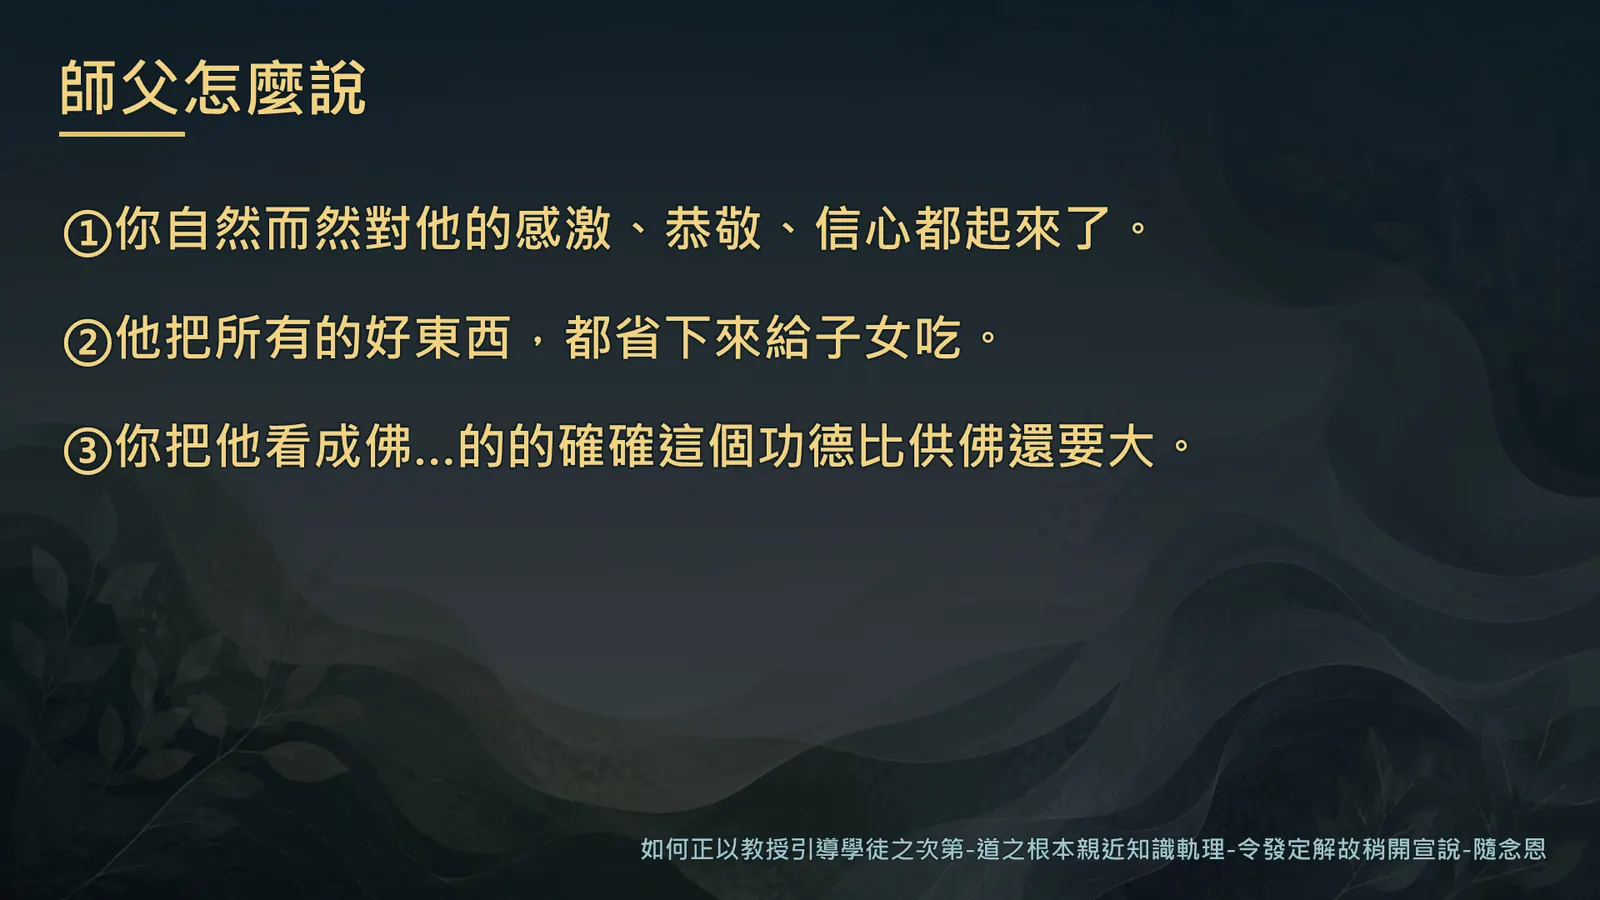 師父怎麼說
①你自然而然對他的感激、恭敬、信心都起來了。
②他把所有的好東西，都省下來給子女吃。
③你把他看成佛...的的確確這個功德比供佛還要大。
如何正以教授引導學徒之次第-道之根本親近知識軌理-令發定解故稍開宣說-隨念恩